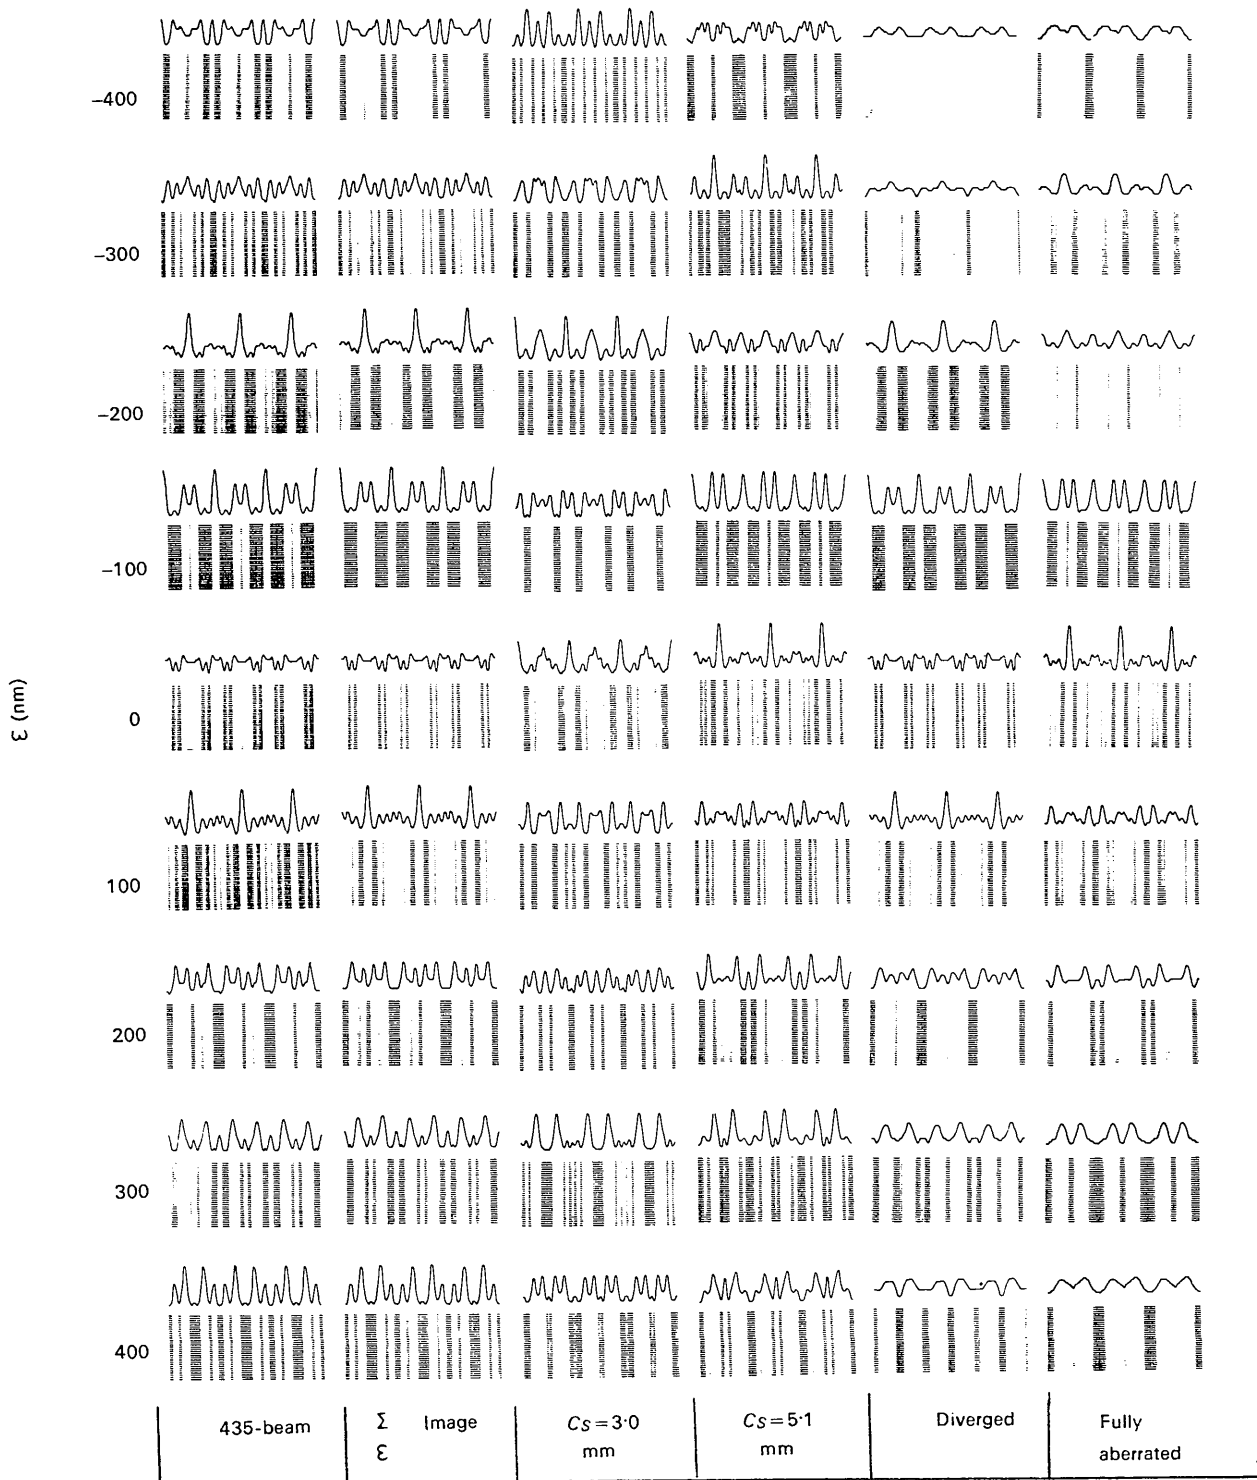 −400
−300
−200
−100
ε (nm)
0
100
200
300
400
435-beam
Σ Image
ε
Cs=3·0
mm
Cs=5·1
mm
Diverged
Fully
aberrated